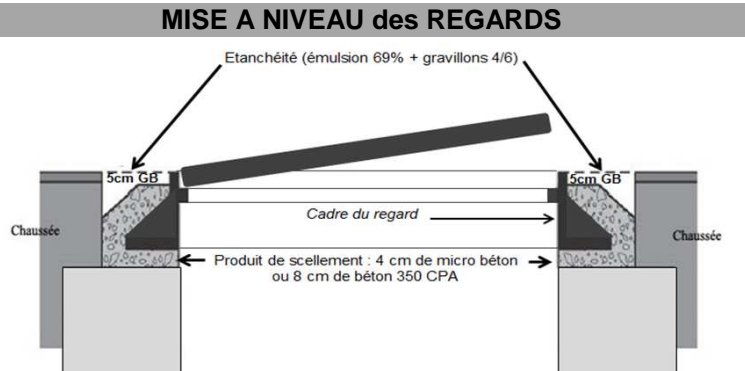 MISE A NIVEAU des REGARDS
Etanchéité (émulsion 69% + gravillons 4/6)
5cm GB
5cm GB
Cadre du regard
Chaussée
Chaussée
Produit de scellement : 4 cm de micro béton
ou 8 cm de béton 350 CPA